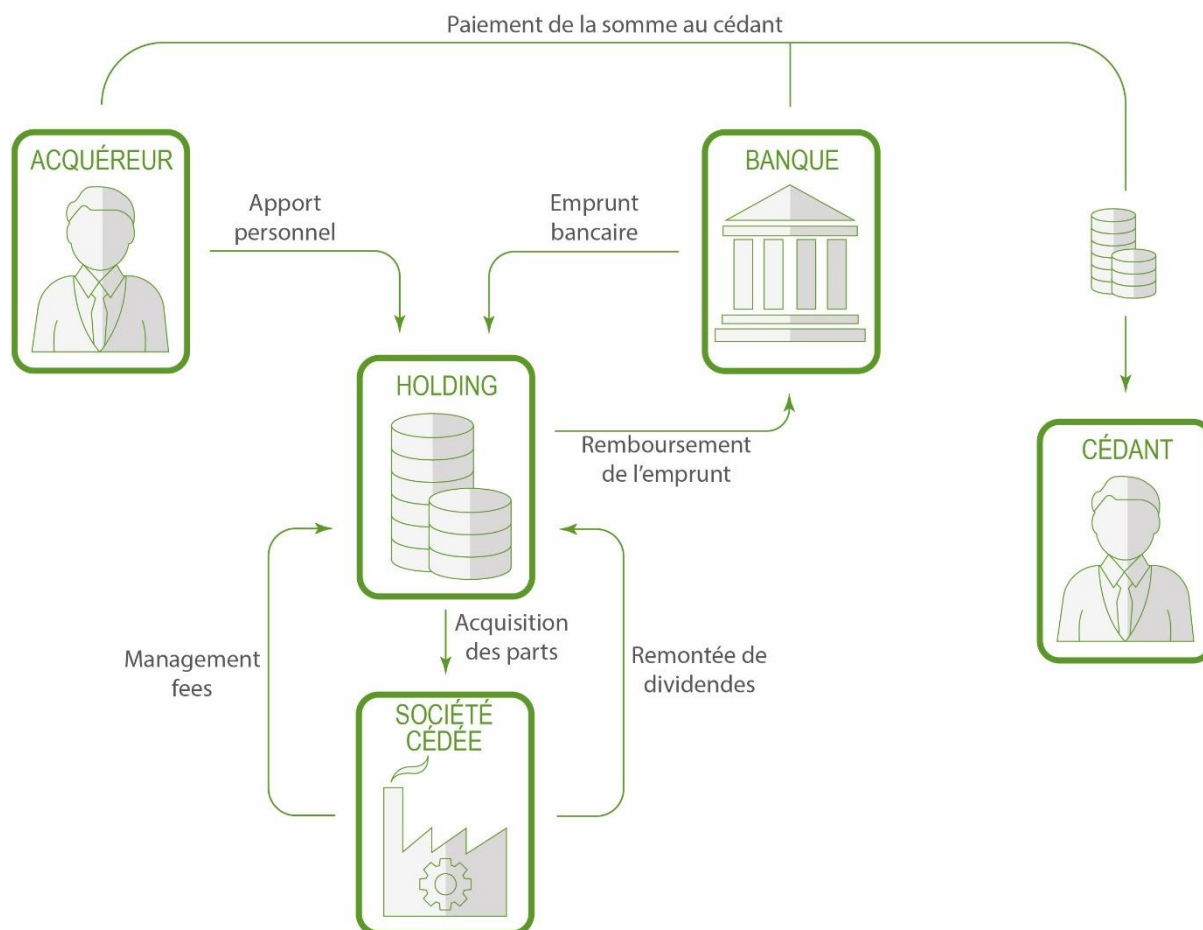 Paiement de la somme au cédant
ACQUÉREUR
BANQUE
Apport
personnel
Emprunt
bancaire
HOLDING
Remboursement
de l'emprunt
CÉDANT
Acquisition
des parts
Management
fees
Remontée de
dividendes
SOCIÉTÉ
CÉDÉE